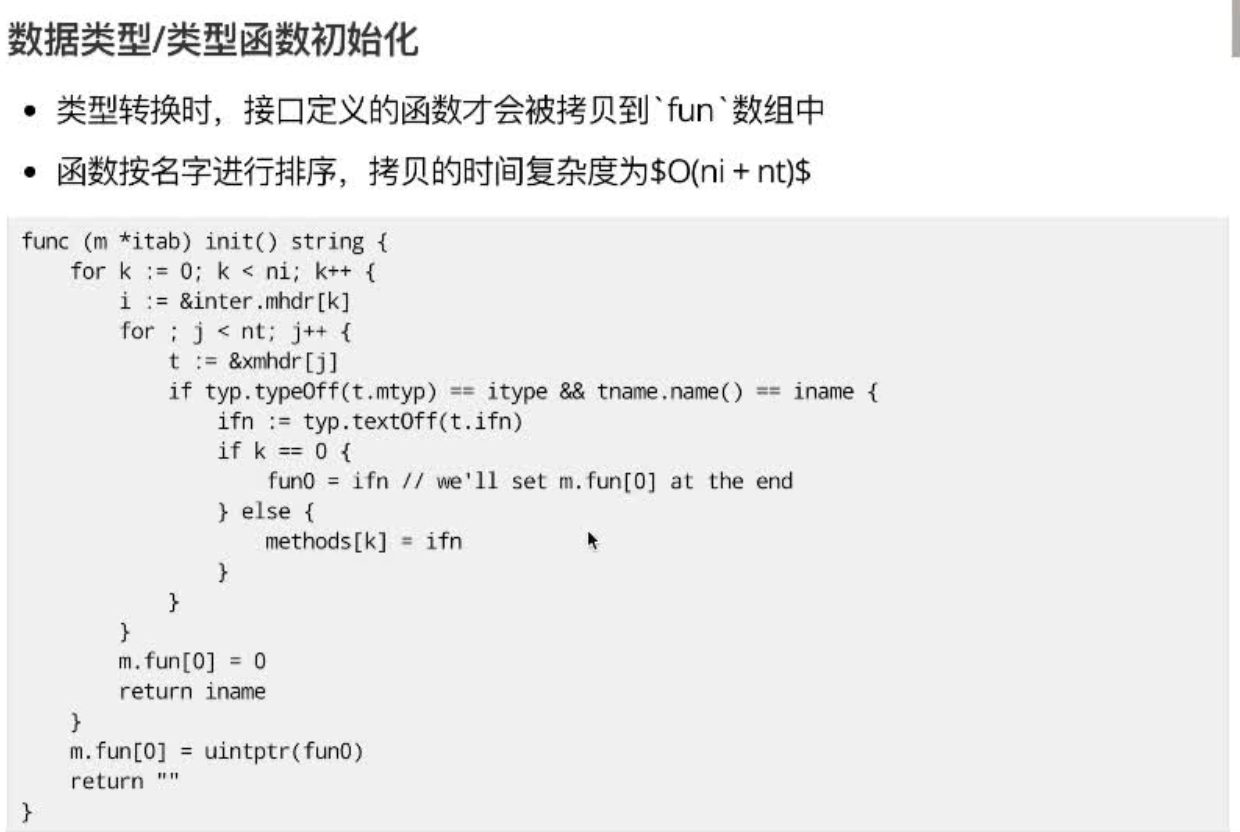 数据类型/类型函数初始化
• 类型转换时，接口定义的函数才会被拷贝到`fun`数组中
• 函数按名字进行排序，拷贝的时间复杂度为$O(ni + nt)$
func (m *itab) init() string {
    for k := 0; k < ni; k++ {
        i := &inter.mhdr[k]
        for ; j < nt; j++ {
            t := &xmhdr[j]
            if typ.typeOff(t.mtyp) == itype && tname.name() == iname {
                ifn := typ.textOff(t.ifn)
                if k == 0 {
                    fun0 = ifn // we'll set m.fun[0] at the end
                } else {
                    methods[k] = ifn
                }
            }
        }
        m.fun[0] = 0
        return iname
    }
    m.fun[0] = uintptr(fun0)
    return ""
}